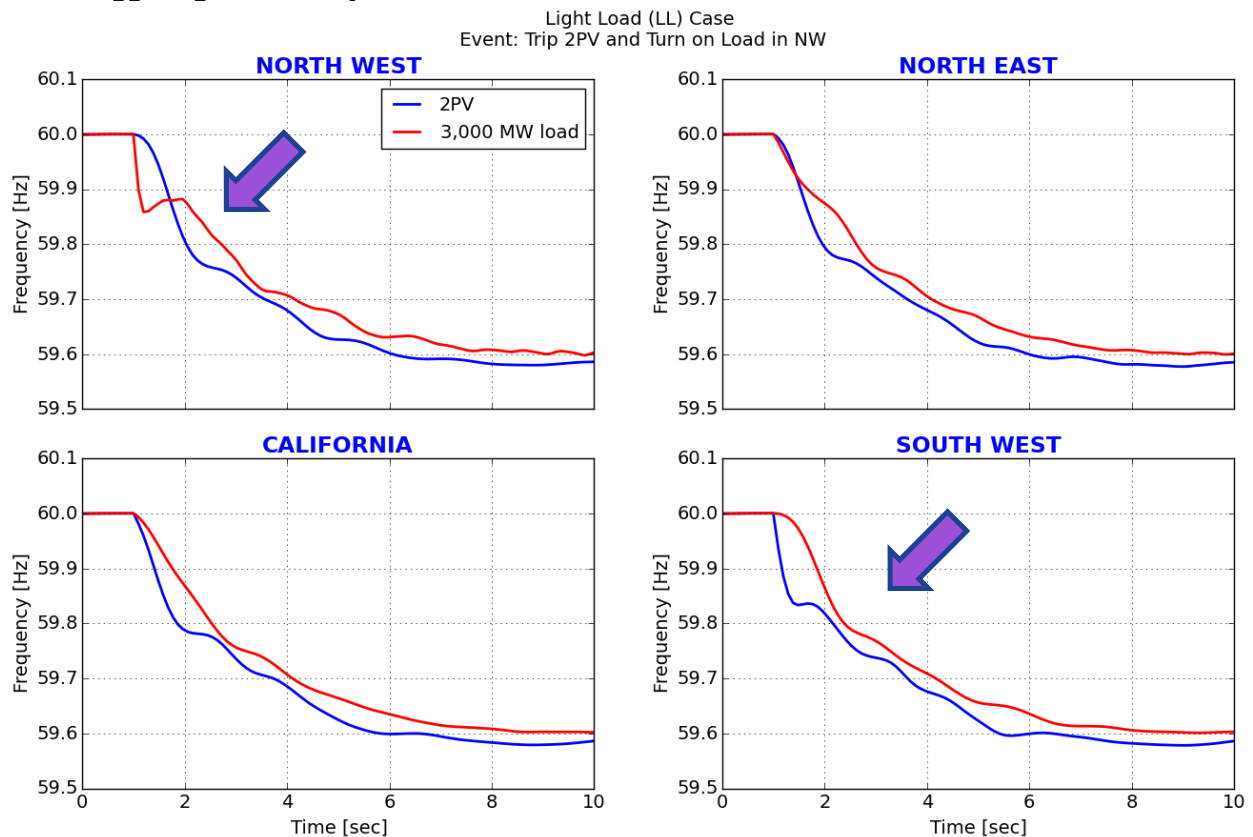 Light Load (LL) Case
Event: Trip 2PV and Turn on Load in NW
NORTH WEST
60.1
60.0
59.9
59.8
59.7
59.6
59.5
Frequency [Hz]
2PV
3,000 MW load
NORTH EAST
60.1
60.0
59.9
59.8
59.7
59.6
59.5
Frequency [Hz]
CALIFORNIA
60.1
60.0
59.9
59.8
59.7
59.6
59.5
Frequency [Hz]
0 2 4 6 8 10
Time [sec]
SOUTH WEST
60.1
60.0
59.9
59.8
59.7
59.6
59.5
Frequency [Hz]
0 2 4 6 8 10
Time [sec]